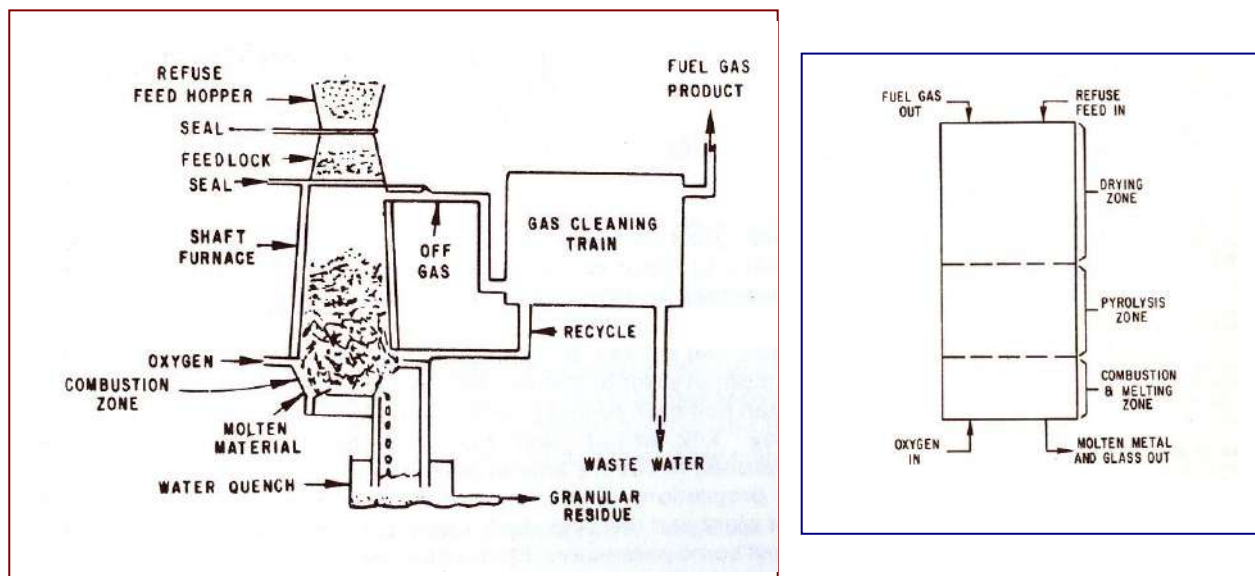 REFUSE
FEED HOPPER
SEAL
FEEDLOCK
SEAL
SHAFT
FURNACE
OXYGEN
COMBUSTION
ZONE
MOLTEN
MATERIAL
WATER QUENCH
OFF
GAS
GAS CLEANING
TRAIN
FUEL GAS
PRODUCT
RECYCLE
WASTE WATER
GRANULAR
RESIDUE
FUEL GAS
OUT
REFUSE
FEED IN
DRYING
ZONE
PYROLYSIS
ZONE
COMBUSTION
& MELTING
ZONE
OXYGEN
IN
MOLTEN METAL
AND GLASS OUT